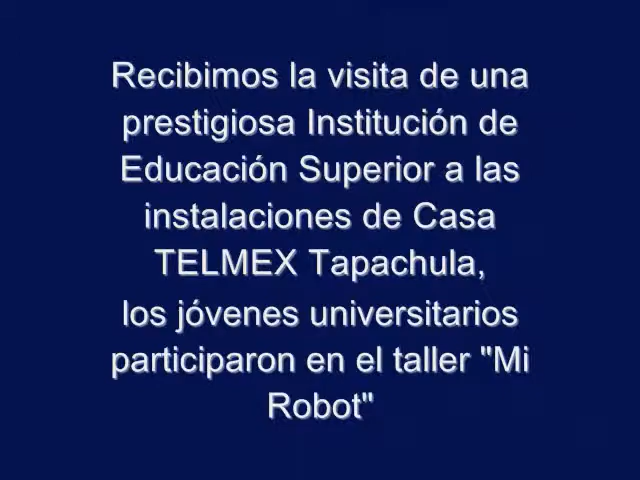 Recibimos la visita de una
prestigiosa Institución de
Educación Superior a las
instalaciones de Casa
TELMEX Tapachula,
los jóvenes universitarios
participaron en el taller "Mi
Robot"